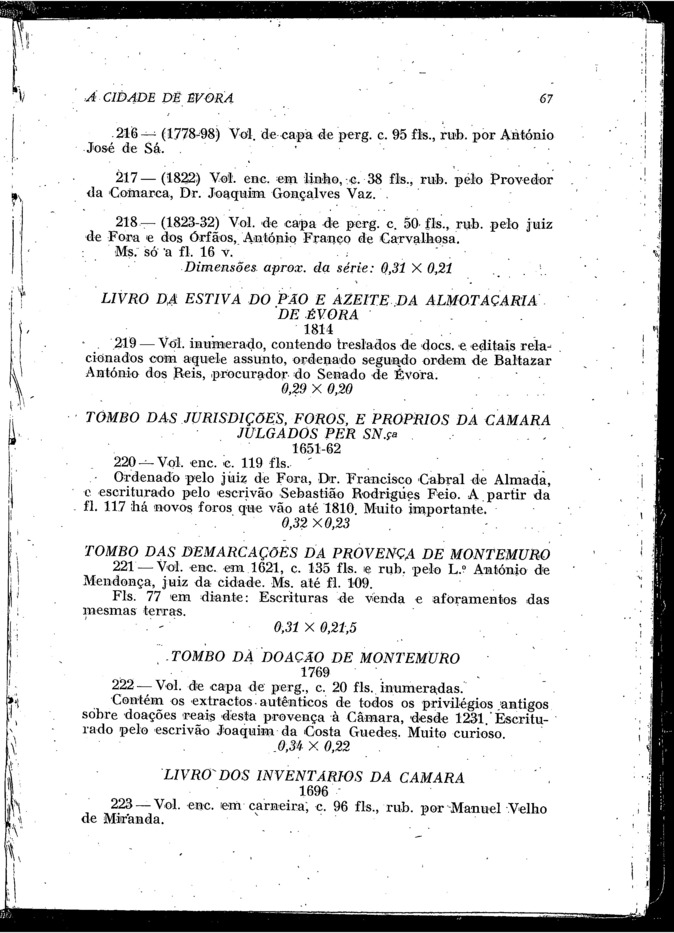 A CIDADE DE ÉVORA 67
216 — (1778-98) Vol. de capa de perg. c. 95 fls., rub. por António
José de Sá.
217 — (1822) Vol. enc. em linho, c. 38 fls., rub. pelo Provedor
da Comarca, Dr. Joaquim Gonçalves Vaz.
218 — (1823-32) Vol. de capa de perg. c. 50 fls., rub. pelo juiz
de Fora e dos Órfãos, António Franco de Carvalhosa.
Ms. só a fl. 16 v.
Dimensões aprox. da série: 0,31 × 0,21
LIVRO DA ESTIVA DO PÃO E AZEITE DA ALMOTAÇARIA
DE ÉVORA
1814
219 — Vol. inumerado, contendo treslados de docs. e editais rela-
cionados com aquele assunto, ordenado segundo ordem de Baltazar
António dos Reis, procurador do Senado de Évora.
0,29 × 0,20
TOMBO DAS JURISDIÇÕES, FOROS, E PROPRIOS DA CAMARA
JULGADOS PER SN.ça
1651-62
220 — Vol. enc. c. 119 fls.
Ordenado pelo juiz de Fora, Dr. Francisco Cabral de Almada,
e escriturado pelo escrivão Sebastião Rodrigues Feio. A partir da
fl. 117 há novos foros que vão até 1810. Muito importante.
0,32 × 0,23
TOMBO DAS DEMARCAÇÕES DA PROVENÇA DE MONTEMURO
221 — Vol. enc. em 1621, c. 135 fls. e rub. pelo L.º António de
Mendonça, juiz da cidade. Ms. até fl. 109.
Fls. 77 em diante: Escrituras de venda e aforamentos das
mesmas terras.
0,31 × 0,21,5
TOMBO DA DOAÇÃO DE MONTEMURO
1769
222 — Vol. de capa de perg., c. 20 fls. inumeradas.
Contém os extractos autênticos de todos os privilégios antigos
sobre doações reais desta provença à Câmara, desde 1231. Escritu-
rado pelo escrivão Joaquim da Costa Guedes. Muito curioso.
0,34 × 0,22
LIVRO DOS INVENTÁRIOS DA CAMARA
1696
223 — Vol. enc. em carneira, c. 96 fls., rub. por Manuel Velho
de Miranda.